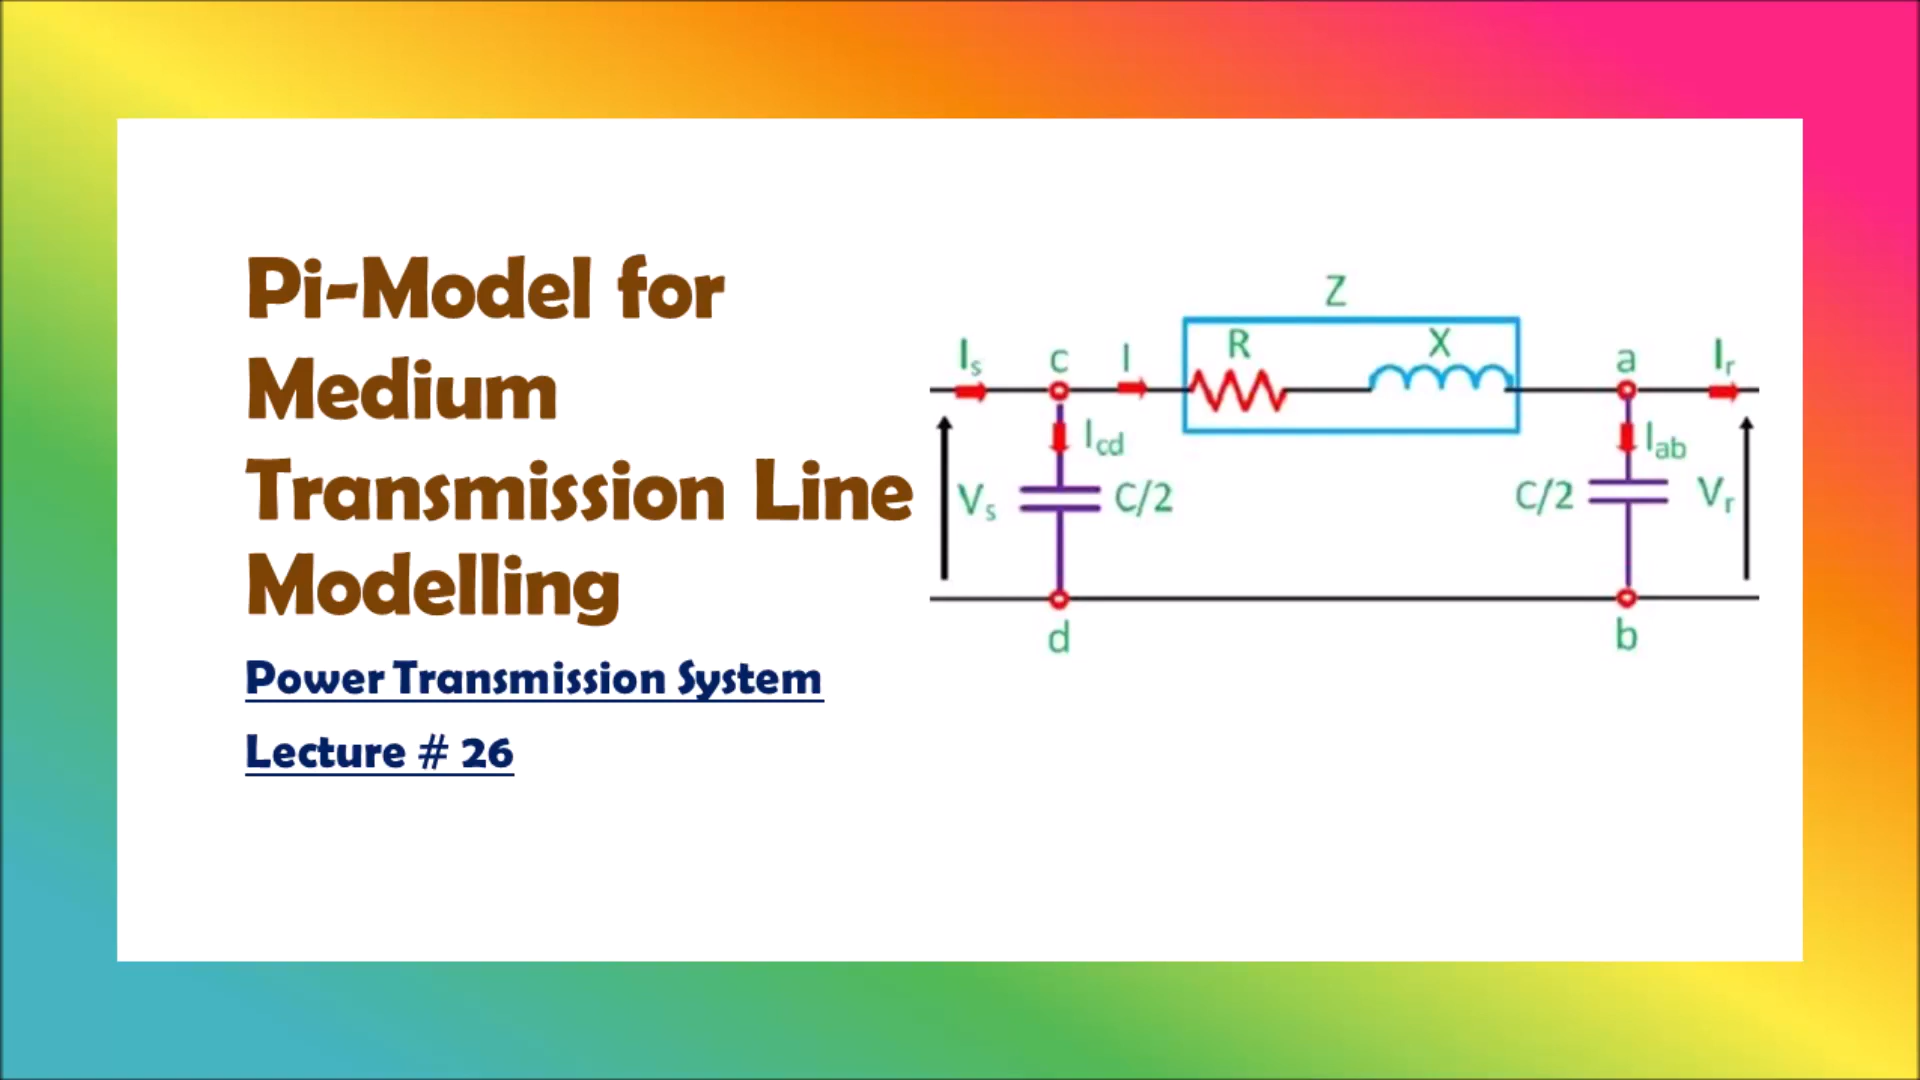 Pi-Model for
Medium
Transmission Line
Modelling
Power Transmission System
Lecture # 26
Z
R X
Is c I a Ir
Icd Iab
Vs C/2 C/2 Vr
d b